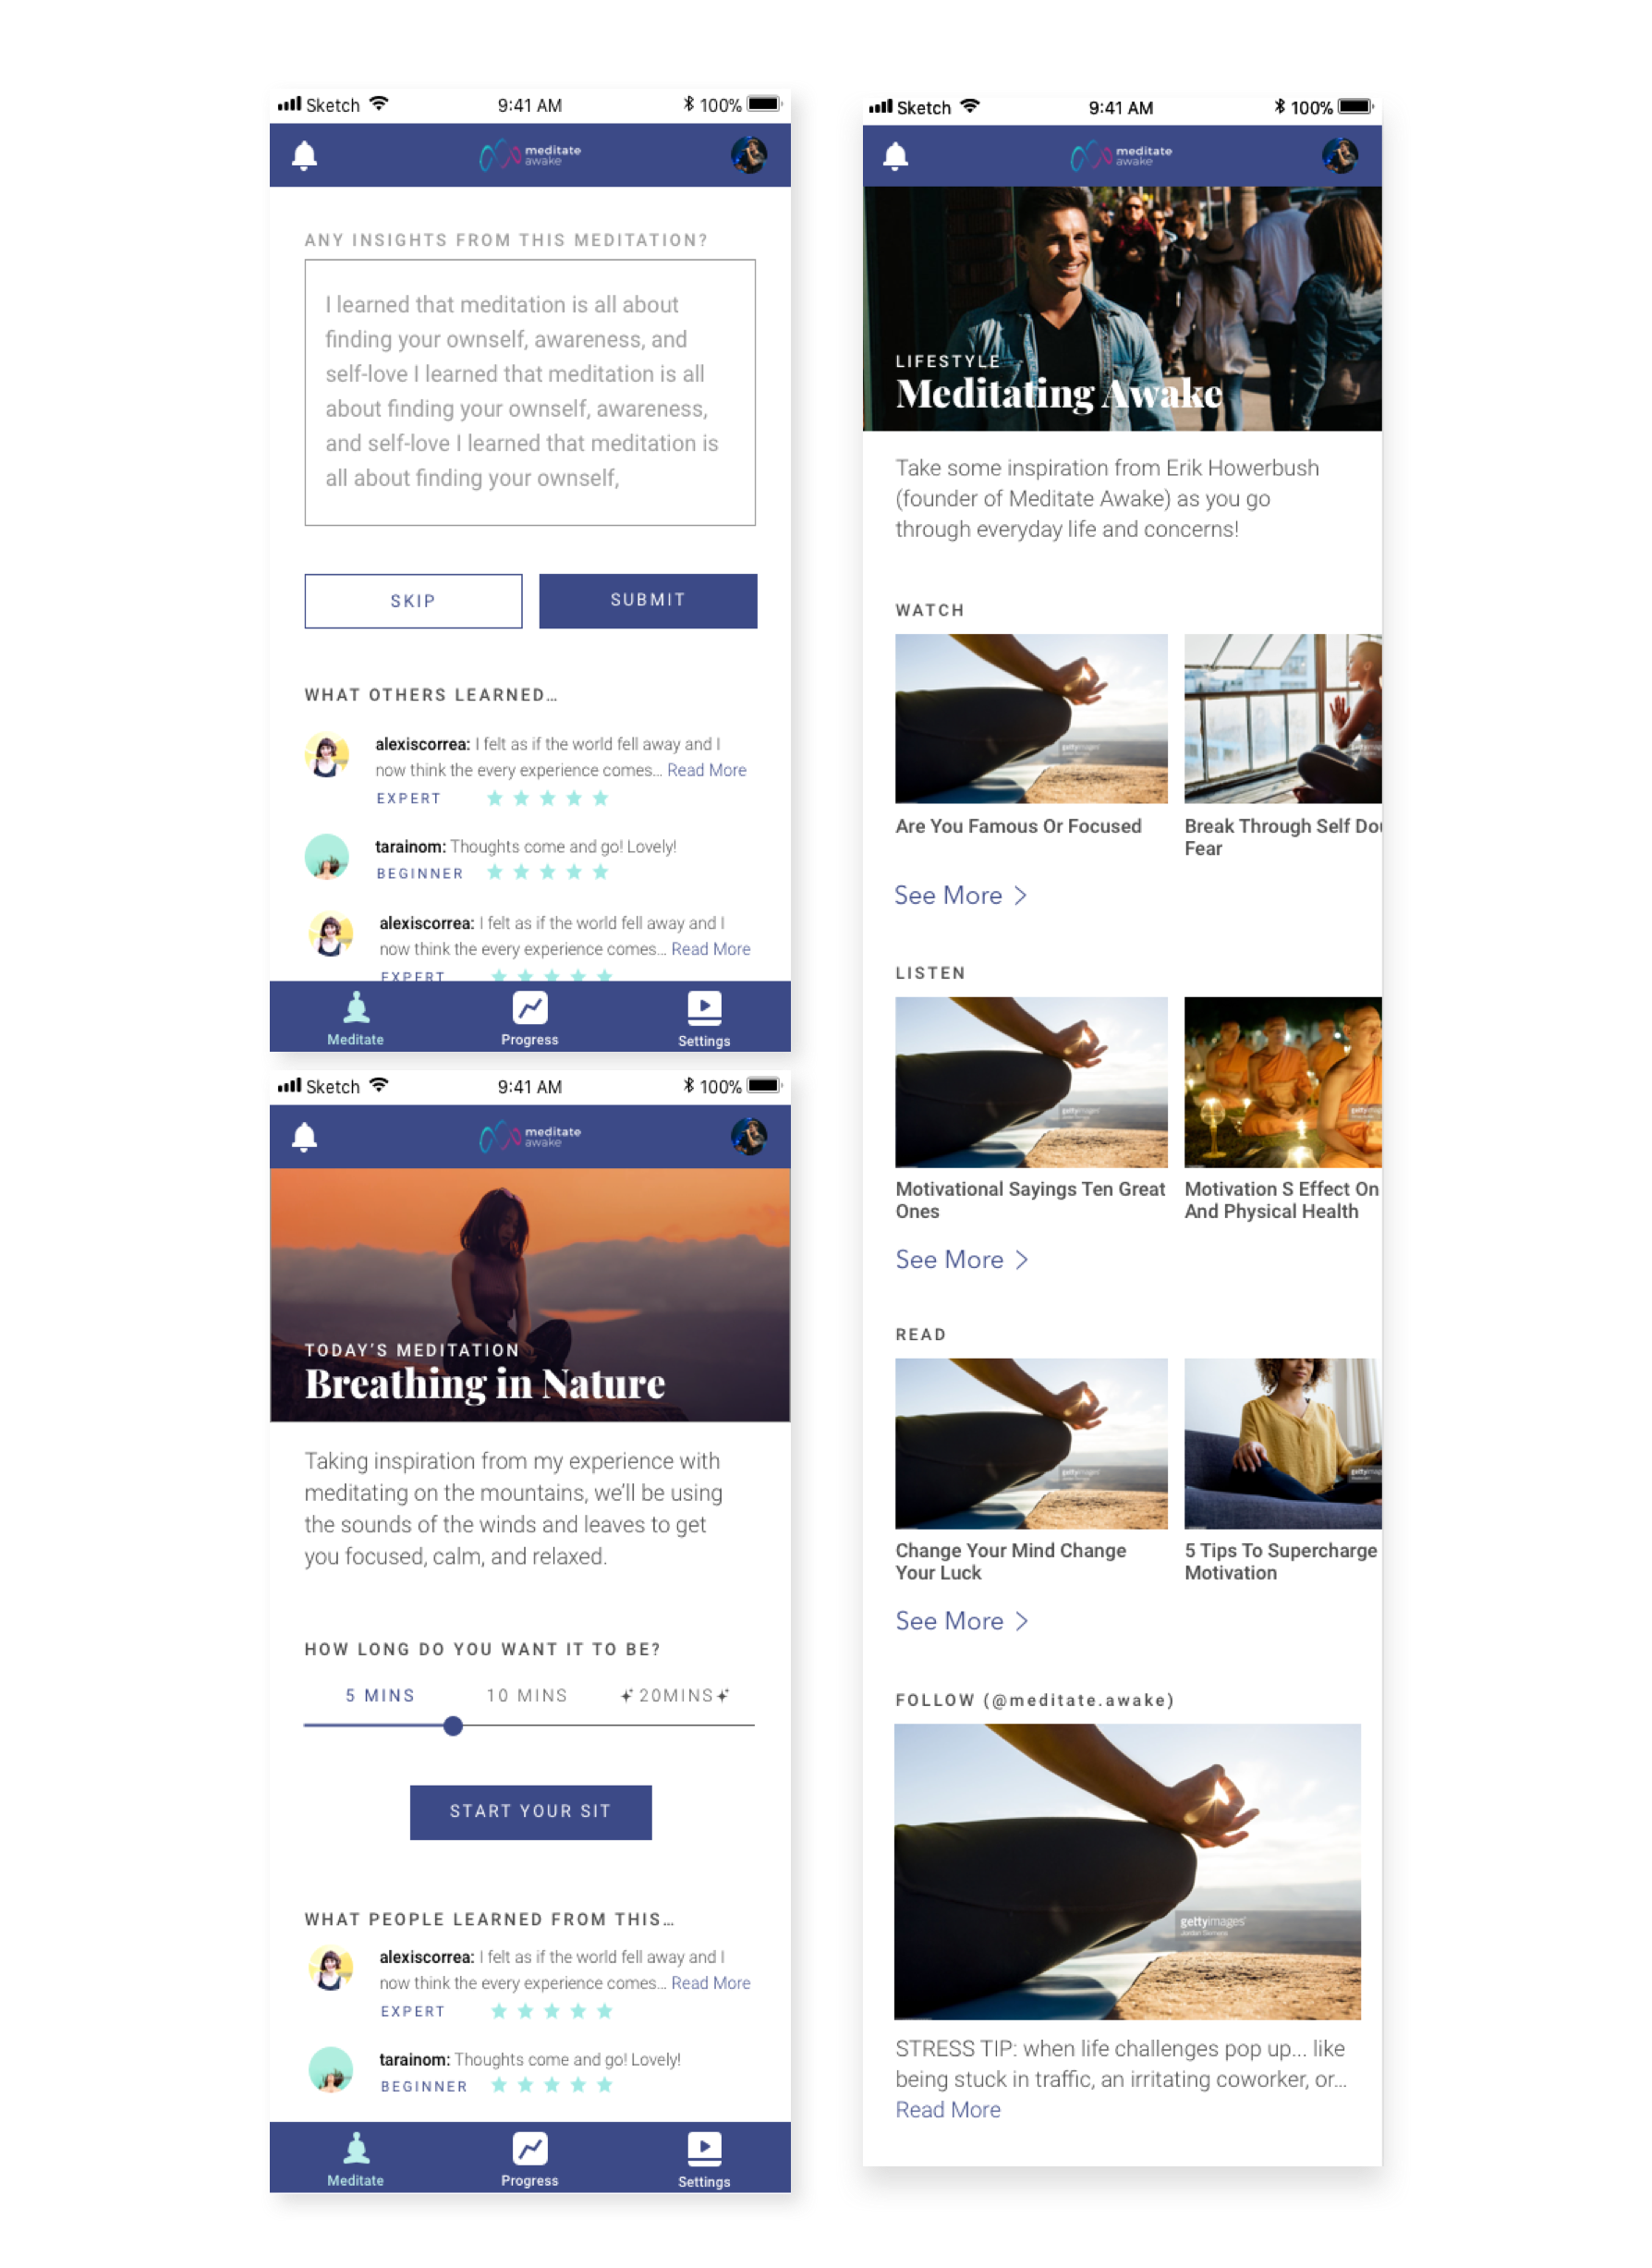 Sketch 9:41 AM 100%
meditate
awake
ANY INSIGHTS FROM THIS MEDITATION?
I learned that meditation is all about
finding your ownself, awareness, and
self-love I learned that meditation is all
about finding your ownself, awareness,
and self-love I learned that meditation is
all about finding your ownself,
SKIP SUBMIT
WHAT OTHERS LEARNED...
alexiscorrea: I felt as if the world fell away and I
now think the every experience comes... Read More
EXPERT
tarainom: Thoughts come and go! Lovely!
BEGINNER
alexiscorrea: I felt as if the world fell away and I
now think the every experience comes... Read More
EXPERT
Meditate Progress Settings
Sketch 9:41 AM 100%
meditate
awake
TODAY'S MEDITATION
Breathing in Nature
Taking inspiration from my experience with
meditating on the mountains, we'll be using
the sounds of the winds and leaves to get
you focused, calm, and relaxed.
HOW LONG DO YOU WANT IT TO BE?
5 MINS 10 MINS 20MINS
START YOUR SIT
WHAT PEOPLE LEARNED FROM THIS...
alexiscorrea: I felt as if the world fell away and I
now think the every experience comes... Read More
EXPERT
tarainom: Thoughts come and go! Lovely!
BEGINNER
Meditate Progress Settings
Sketch 9:41 AM 100%
meditate
awake
LIFESTYLE
Meditating Awake
Take some inspiration from Erik Howerbush
(founder of Meditate Awake) as you go
through everyday life and concerns!
WATCH
gettyimages
Are You Famous Or Focused
Break Through Self Dou
Fear
See More >
LISTEN
gettyimages
Motivational Sayings Ten Great
Ones
Motivation S Effect On
And Physical Health
See More >
READ
gettyimages
Change Your Mind Change
Your Luck
5 Tips To Supercharge
Motivation
See More >
FOLLOW (@meditate.awake)
gettyimages
STRESS TIP: when life challenges pop up... like
being stuck in traffic, an irritating coworker, or...
Read More